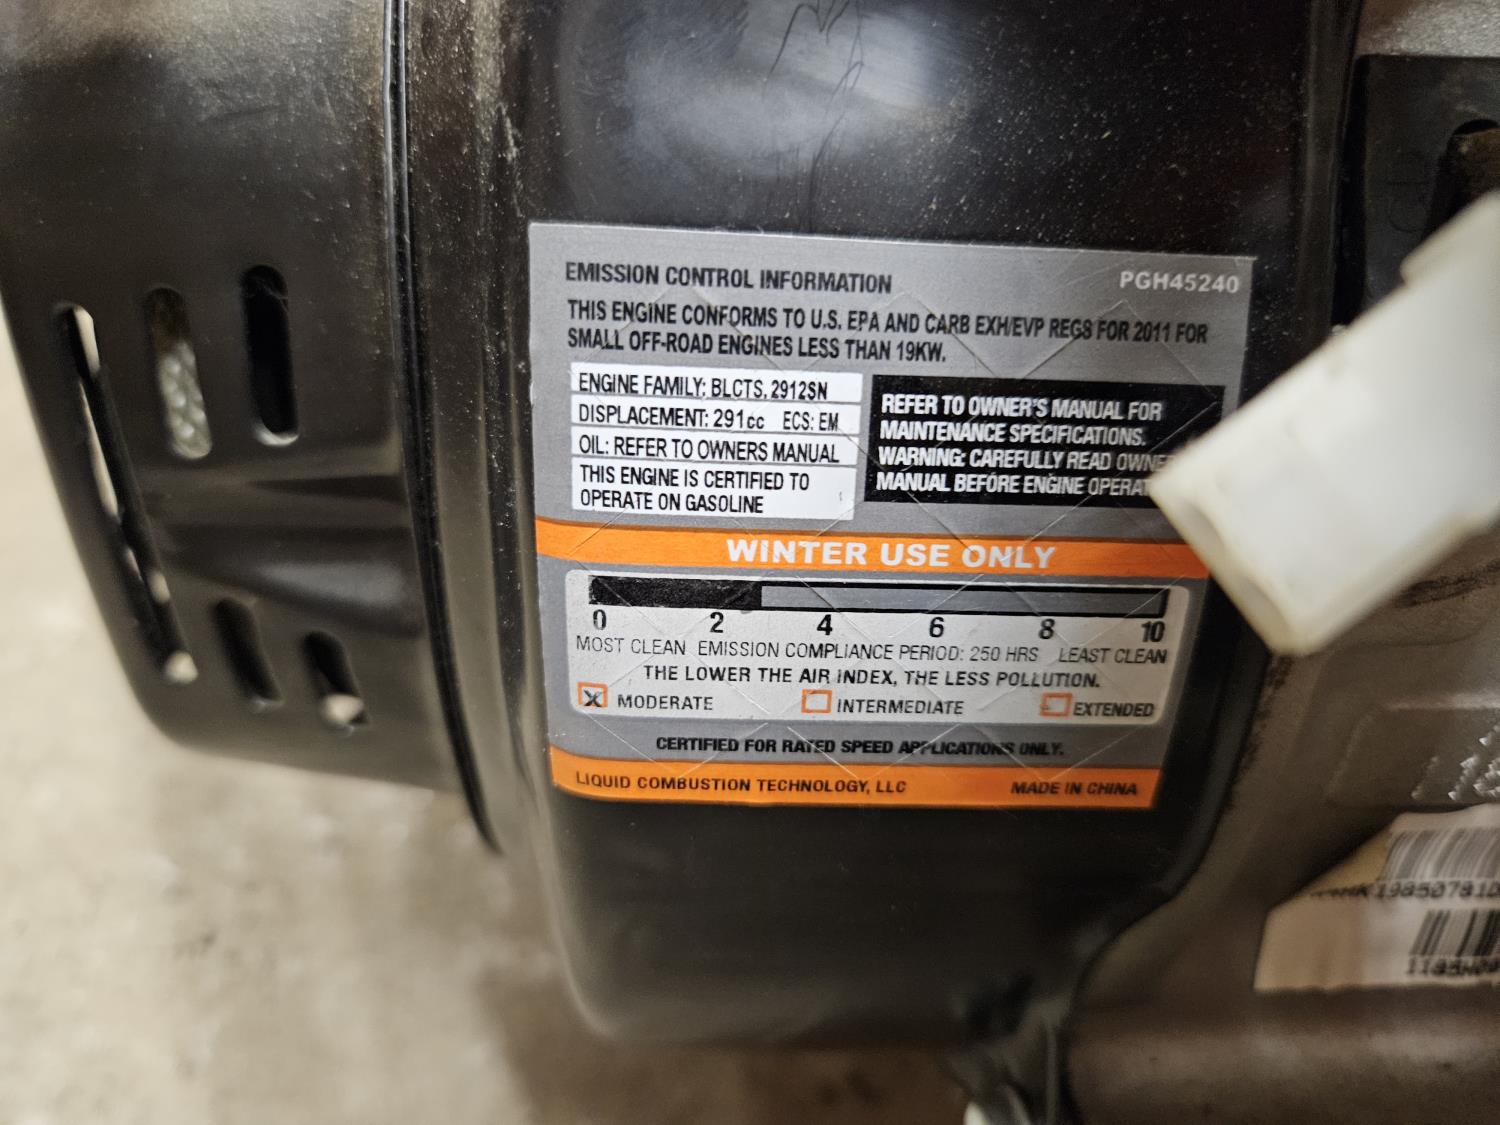 EMISSION CONTROL INFORMATION
PGH45240
THIS ENGINE CONFORMS TO U.S. EPA AND CARB EXH/EVP REGS FOR 2011 FOR
SMALL OFF-ROAD ENGINES LESS THAN 19KW.
ENGINE FAMILY: BLCTS. 2912SN
DISPLACEMENT: 291cc ECS: EM
OIL: REFER TO OWNERS MANUAL
THIS ENGINE IS CERTIFIED TO
OPERATE ON GASOLINE
REFER TO OWNER'S MANUAL FOR
MAINTENANCE SPECIFICATIONS.
WARNING: CAREFULLY READ OWNE
MANUAL BEFORE ENGINE OPERAT
WINTER USE ONLY
0 2 4 6 8 10
MOST CLEAN EMISSION COMPLIANCE PERIOD: 250 HRS LEAST CLEAN
THE LOWER THE AIR INDEX, THE LESS POLLUTION.
X MODERATE INTERMEDIATE EXTENDED
CERTIFIED FOR RATED SPEED APPLICATIONS ONLY.
LIQUID COMBUSTION TECHNOLOGY, LLC MADE IN CHINA